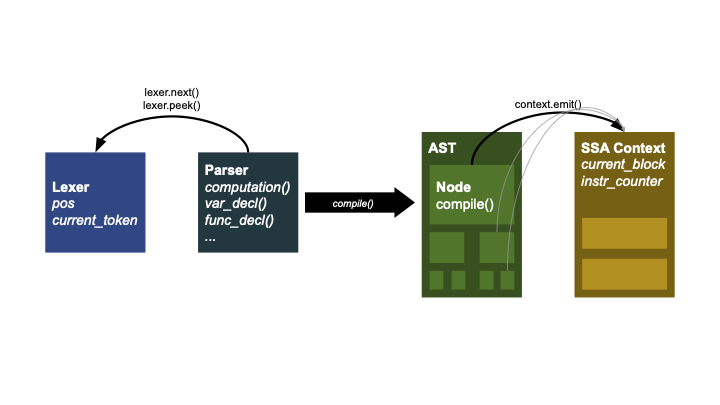 lexer.next()
lexer.peek()
Lexer
pos
current_token
Parser
computation()
var_decl()
func_decl()
...
compile()
context.emit()
AST
Node
compile()
SSA Context
current_block
instr_counter